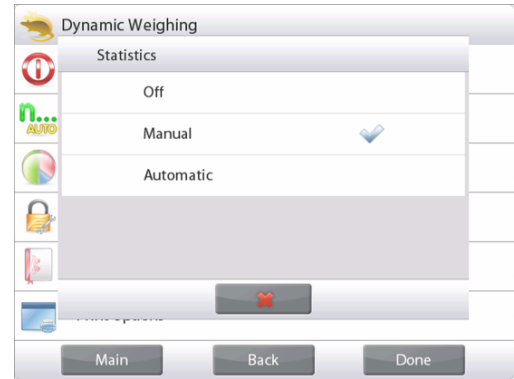 Dynamic Weighing
Statistics
Off
n...
AUTO
Manual
Automatic
Main
Back
Done